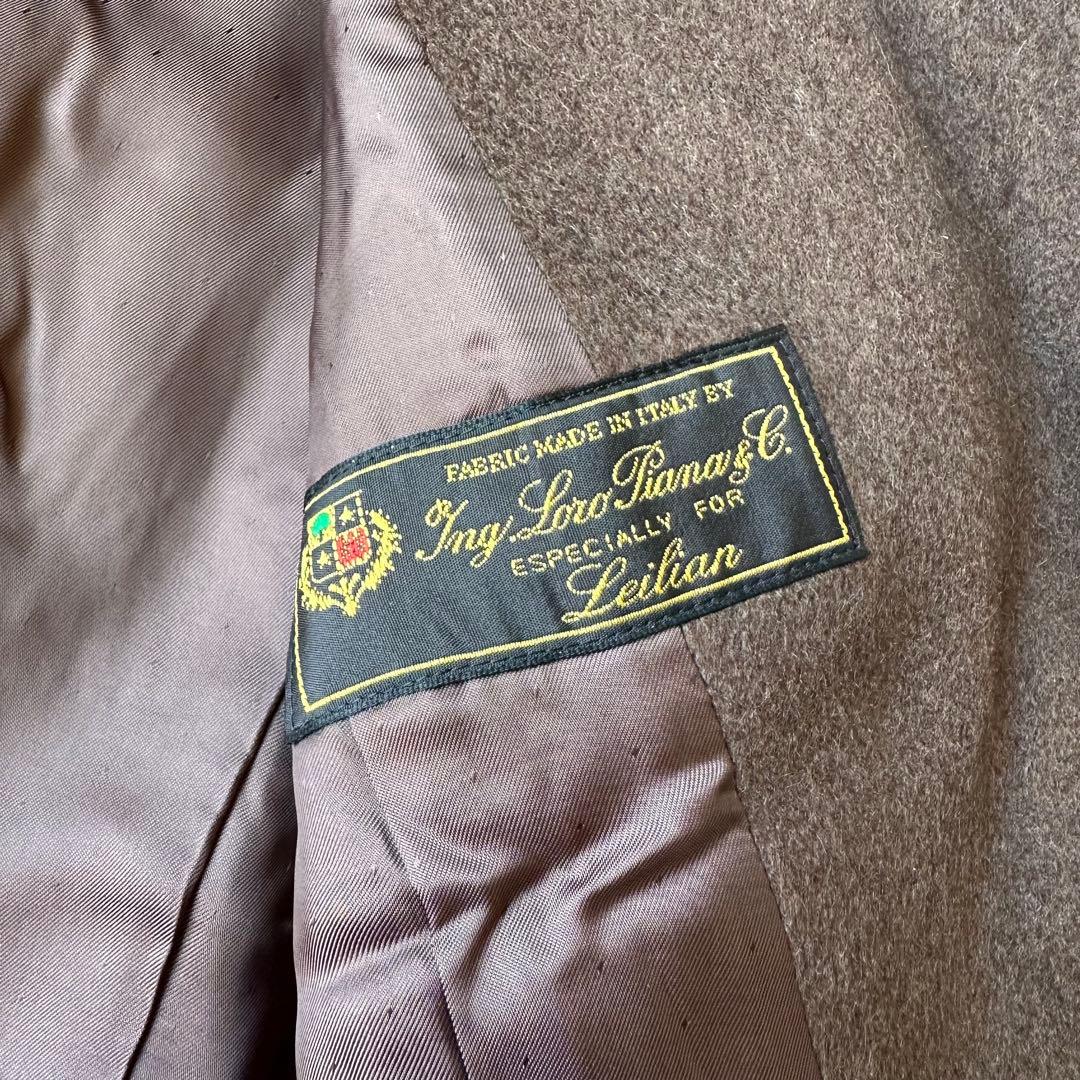 FABRIC MADE IN ITALY BY
Ing. Loro Piana & C.
ESPECIALLY FOR
Leilian